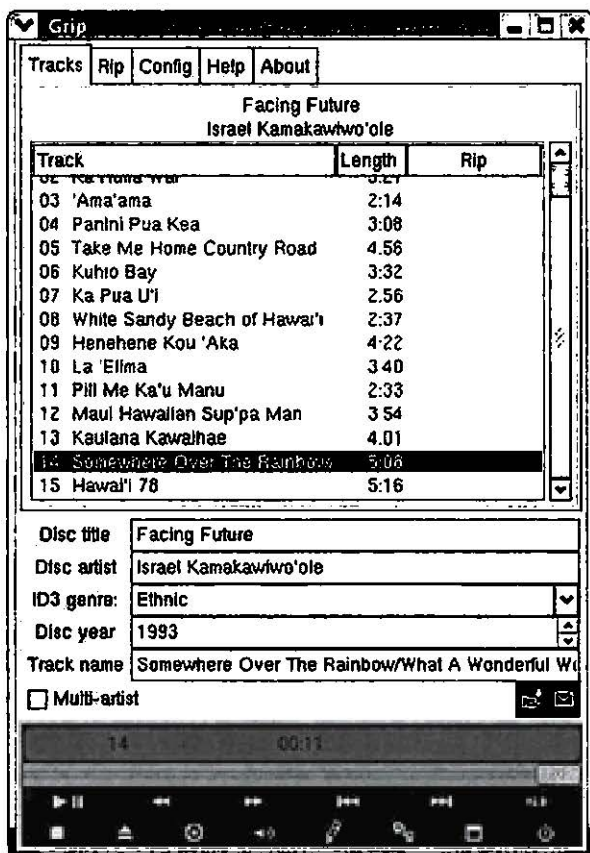 Grip
Tracks Rip Config Help About
Facing Future
Israel Kamakawiwo'ole
Track Length Rip
03 'Ama'ama 2:14
04 Panini Pua Kea 3:08
05 Take Me Home Country Road 4.56
06 Kuhio Bay 3:32
07 Ka Pua U'i 2.56
08 White Sandy Beach of Hawai'i 2:37
09 Henehene Kou 'Aka 4:22
10 La 'Elima 3 40
11 Pili Me Ka'u Manu 2:33
12 Maui Hawaiian Sup'pa Man 3 54
13 Kaulana Kawaihae 4.01
14 Somewhere Over The Rainbow 5:08
15 Hawai'i 78 5:16
Disc title Facing Future
Disc artist Israel Kamakawiwo'ole
ID3 genre: Ethnic
Disc year 1993
Track name Somewhere Over The Rainbow/What A Wonderful
Multi-artist
14 00:11